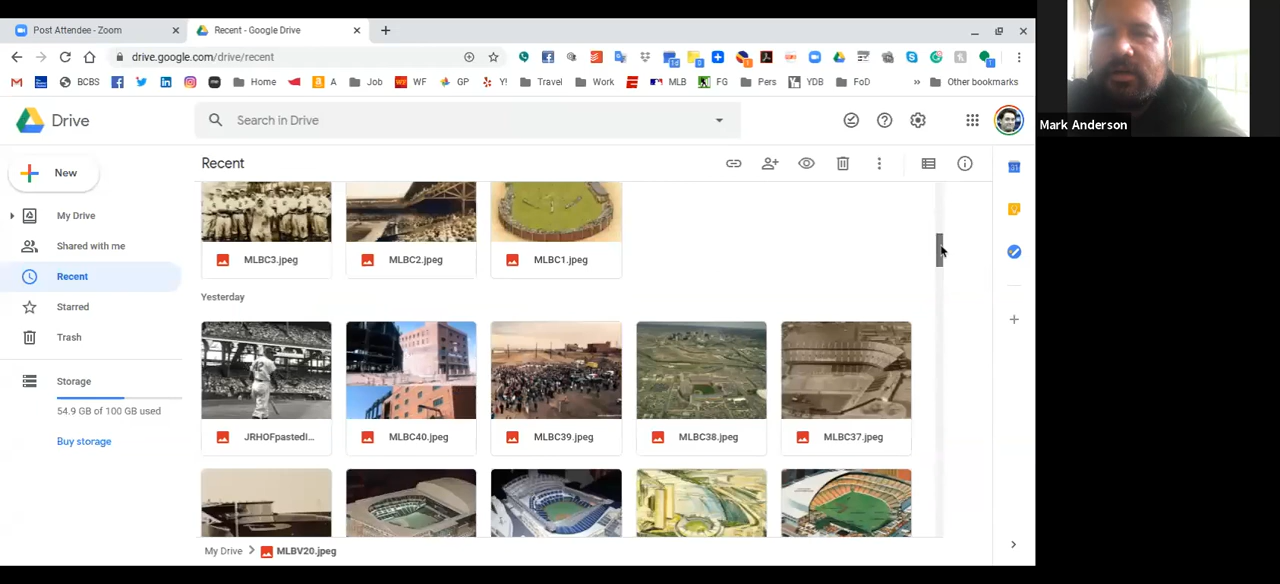 Post Attendee - Zoom
Recent - Google Drive
drive.google.com/drive/recent
BCBS
Home
A
Job
WF
GP
Y!
Travel
Work
MLB
FG
Pers
YDB
FoD
Other bookmarks
Mark Anderson
Drive
Search in Drive
New
Recent
My Drive
Shared with me
Recent
Starred
Trash
Storage
54.9 GB of 100 GB used
Buy storage
MLBC3.jpeg
MLBC2.jpeg
MLBC1.jpeg
Yesterday
JRHOFpastedI...
MLBC40.jpeg
MLBC39.jpeg
MLBC38.jpeg
MLBC37.jpeg
My Drive > MLBV20.jpeg